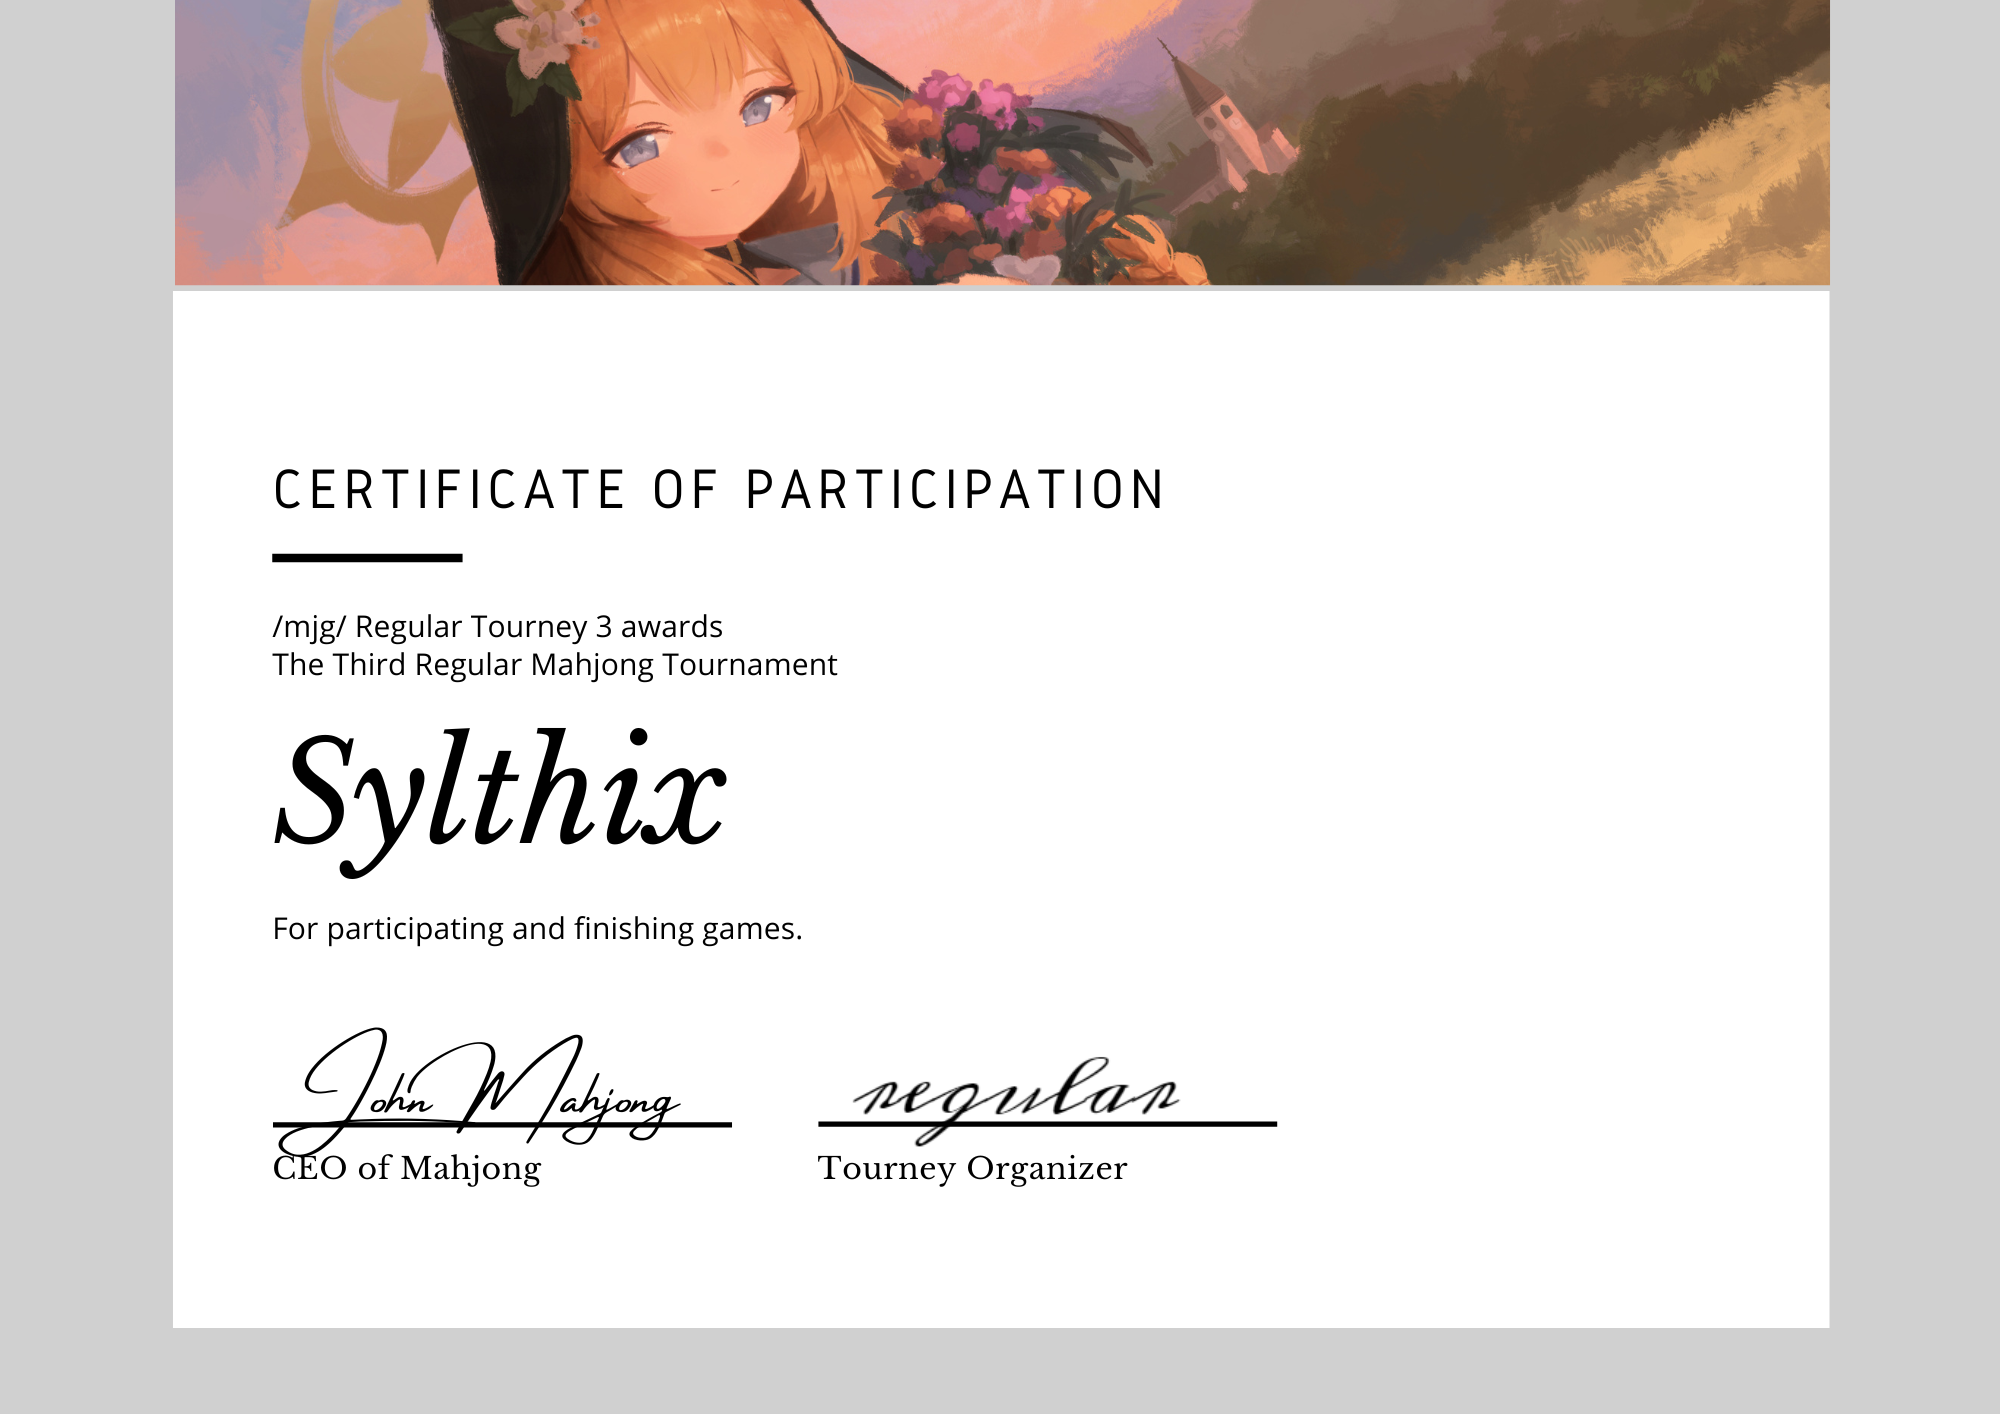 CERTIFICATE OF PARTICIPATION
/mjg/ Regular Tourney 3 awards
The Third Regular Mahjong Tournament
Sylthix
For participating and finishing games.
John Mahjong
regular
CEO of Mahjong
Tourney Organizer